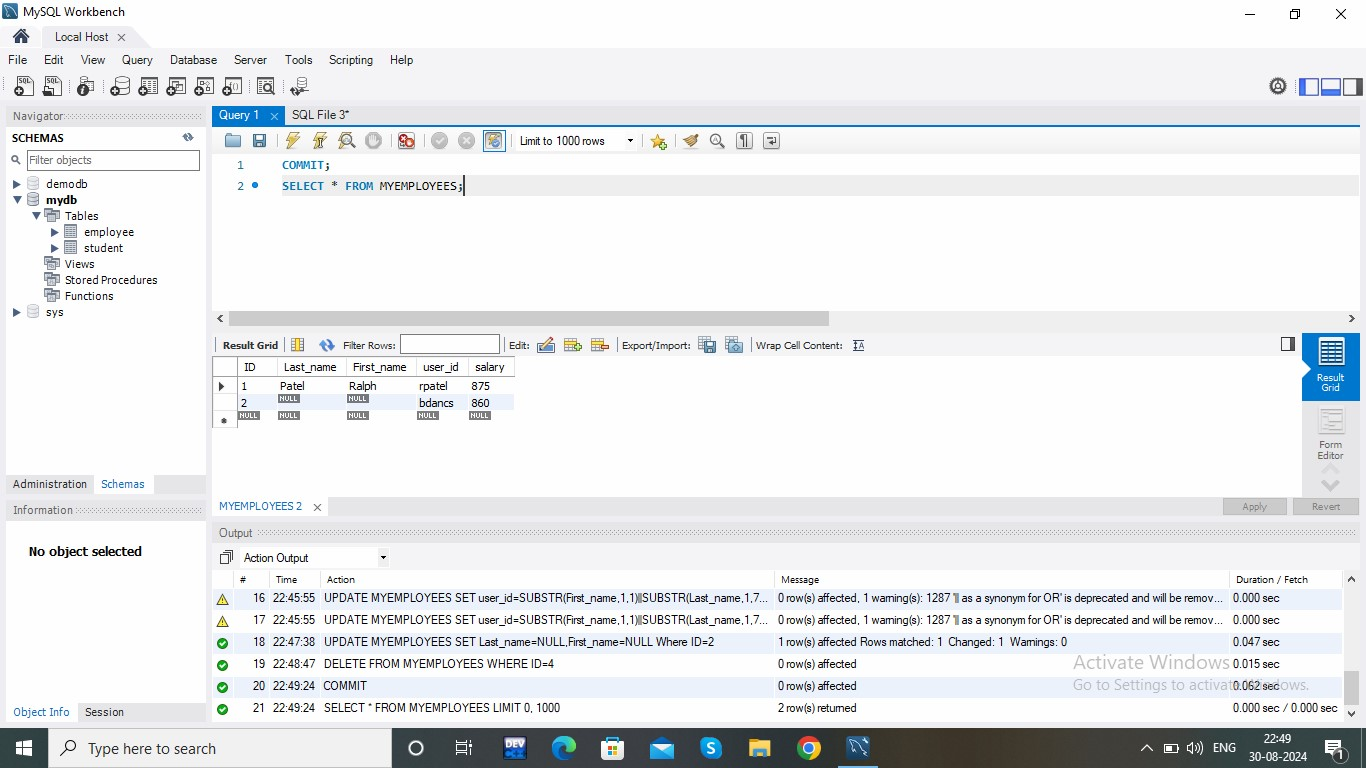 MySQL Workbench
Local Host
File Edit View Query Database Server Tools Scripting Help
Navigator
SCHEMAS
Filter objects
demodb
mydb
Tables
employee
student
Views
Stored Procedures
Functions
sys
Administration Schemas
Information
No object selected
Object Info Session
Query 1 SQL File 3*
Limit to 1000 rows
1 COMMIT;
2 SELECT * FROM MYEMPLOYEES;
Result Grid Filter Rows: Edit: Export/Import: Wrap Cell Content:
ID Last_name First_name user_id salary
1 Patel Ralph rpatel 875
2 NULL NULL bdancs 860
NULL NULL NULL NULL NULL
Result Grid
Form Editor
MYEMPLOYEES 2
Apply Revert
Output
Action Output
# Time Action Message Duration / Fetch
16 22:45:55 UPDATE MYEMPLOYEES SET user_id=SUBSTR(First_name,1,1)||SUBSTR(Last_name,1,7... 0 row(s) affected, 1 warning(s): 1287 '|| as a synonym for OR' is deprecated and will be remov... 0.000 sec
17 22:45:55 UPDATE MYEMPLOYEES SET user_id=SUBSTR(First_name,1,1)||SUBSTR(Last_name,1,7... 0 row(s) affected, 1 warning(s): 1287 '|| as a synonym for OR' is deprecated and will be remov... 0.000 sec
18 22:47:38 UPDATE MYEMPLOYEES SET Last_name=NULL,First_name=NULL Where ID=2 1 row(s) affected Rows matched: 1 Changed: 1 Warnings: 0 0.047 sec
19 22:48:47 DELETE FROM MYEMPLOYEES WHERE ID=4 0 row(s) affected 0.015 sec
20 22:49:24 COMMIT 0 row(s) affected 0.062 sec
21 22:49:24 SELECT * FROM MYEMPLOYEES LIMIT 0, 1000 2 row(s) returned 0.000 sec / 0.000 sec
Activate Windows
Go to Settings to activate Windows.
Type here to search
DEV
ENG
22:49
30-08-2024
1